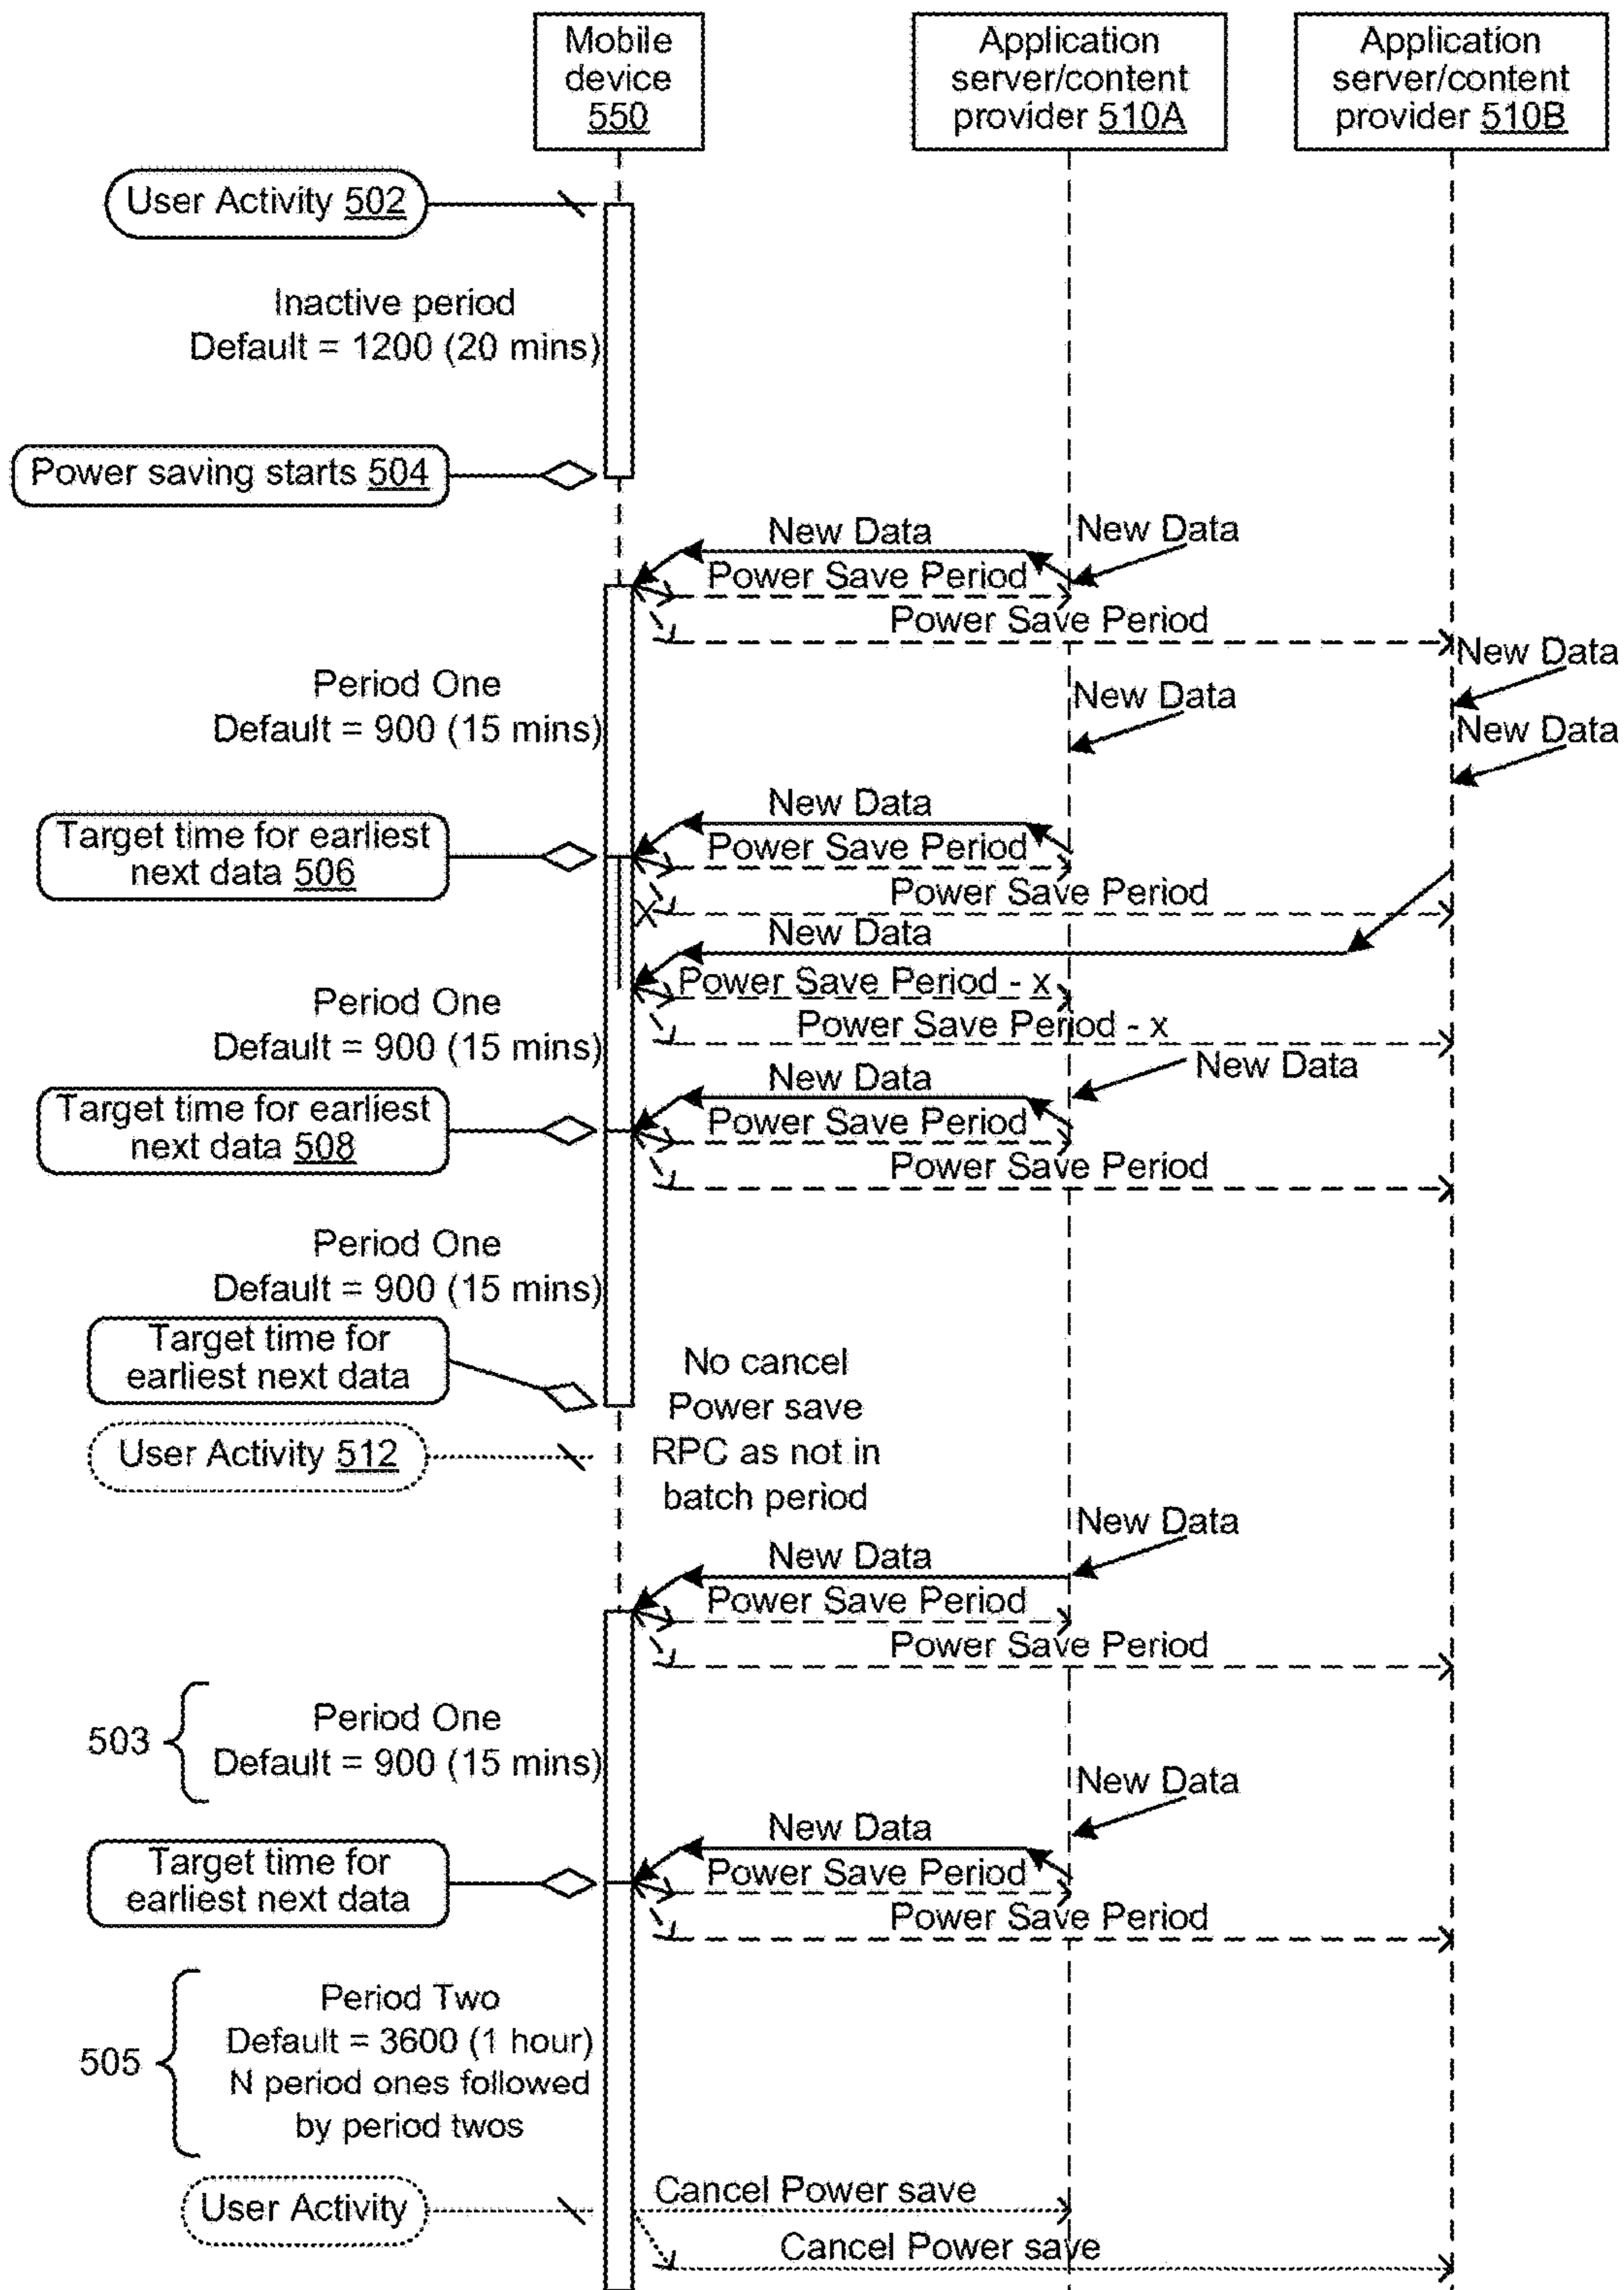 Mobile
device
550
Application
server/content
provider 510A
Application
server/content
provider 510B
User Activity 502
Inactive period
Default = 1200 (20 mins)
Power saving starts 504
New Data
New Data
Power Save Period
Power Save Period
New Data
Period One
Default = 900 (15 mins)
New Data
New Data
New Data
Target time for earliest
next data 506
Power Save Period
Power Save Period
X
New Data
Power Save Period - x
Period One
Default = 900 (15 mins)
Power Save Period - x
New Data
New Data
Target time for earliest
next data 508
Power Save Period
Power Save Period
Period One
Default = 900 (15 mins)
Target time for
earliest next data
No cancel
Power save
RPC as not in
batch period
User Activity 512
New Data
New Data
Power Save Period
Power Save Period
503
Period One
Default = 900 (15 mins)
New Data
New Data
Target time for
earliest next data
Power Save Period
Power Save Period
505
Period Two
Default = 3600 (1 hour)
N period ones followed
by period twos
User Activity
Cancel Power save
Cancel Power save